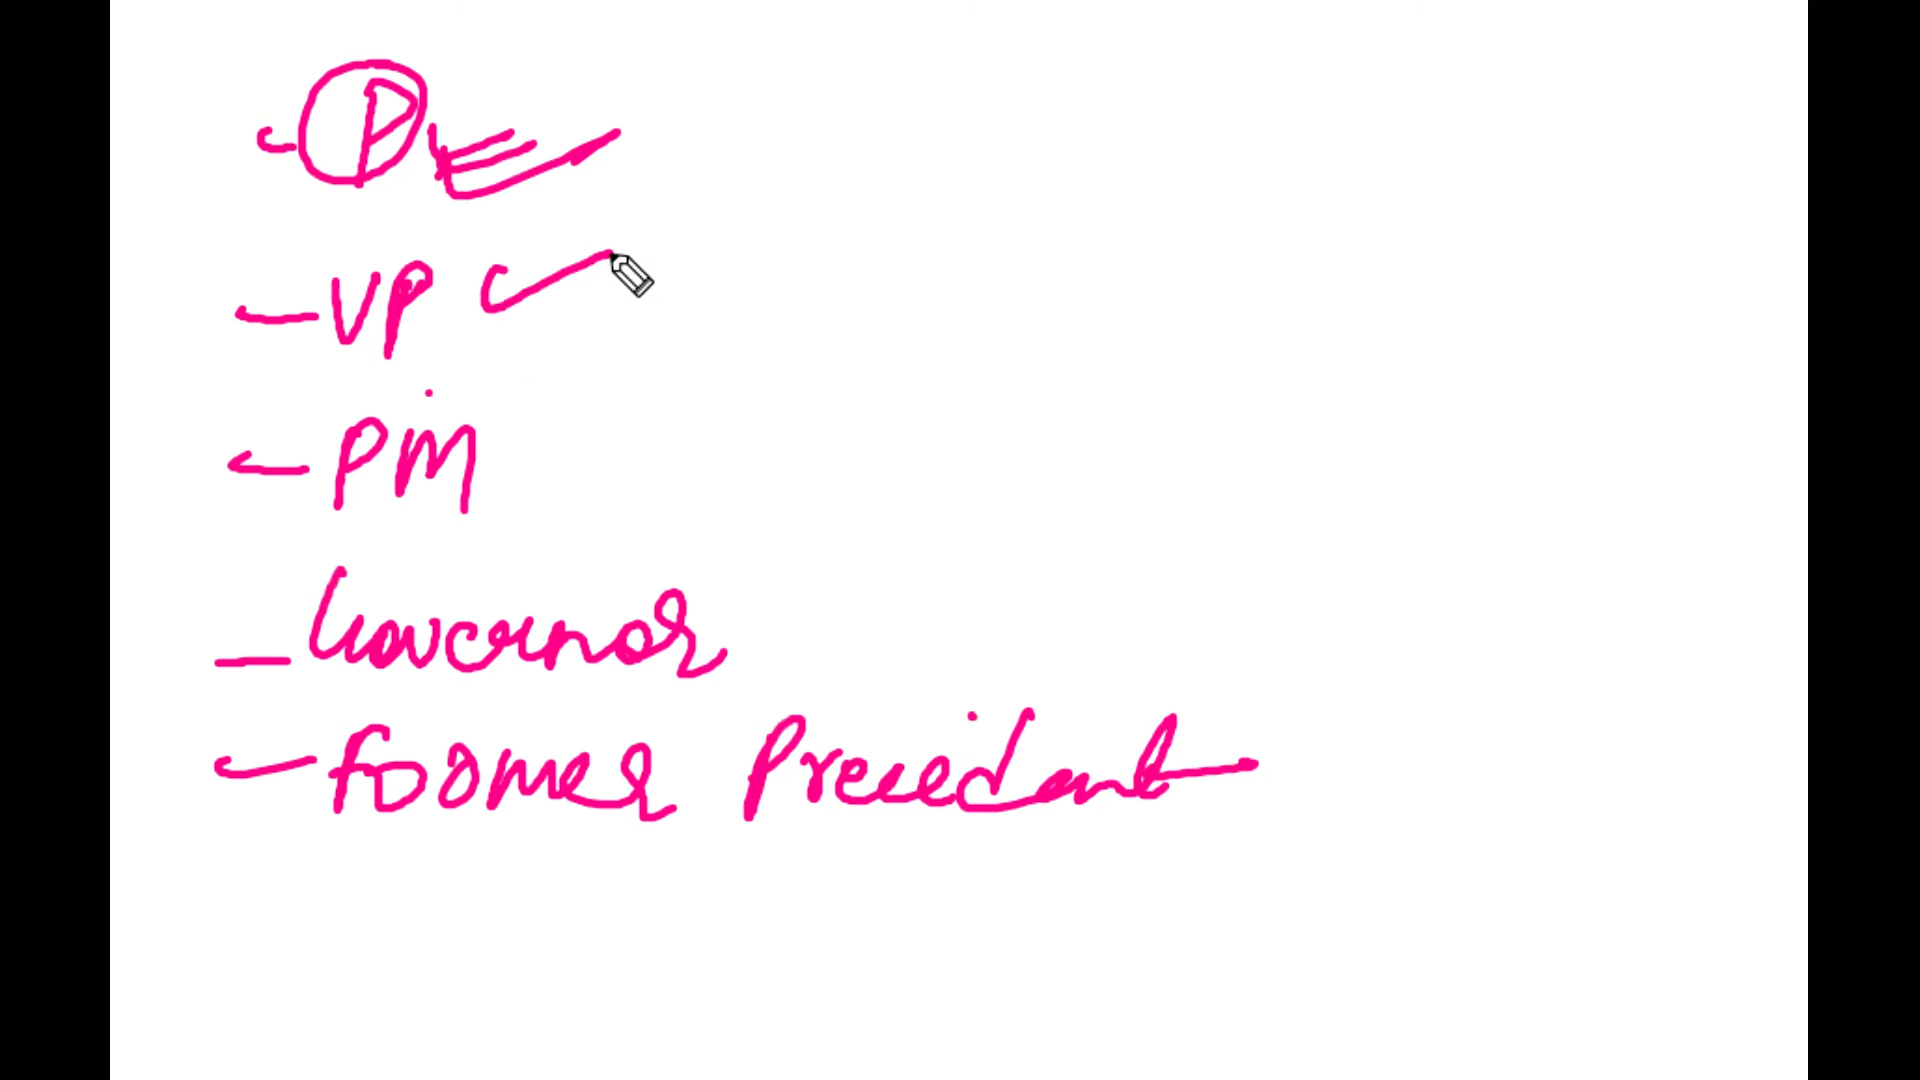 - P
- VP
- PM
- Governor
- Former President